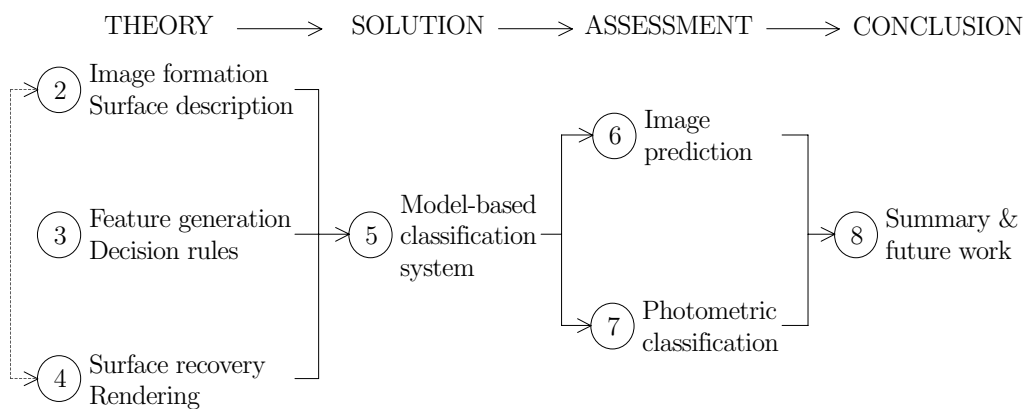 THEORY SOLUTION ASSESSMENT CONCLUSION
2 Image formation
Surface description
3 Feature generation
Decision rules
4 Surface recovery
Rendering
5 Model-based
classification
system
6 Image
prediction
7 Photometric
classification
8 Summary &
future work